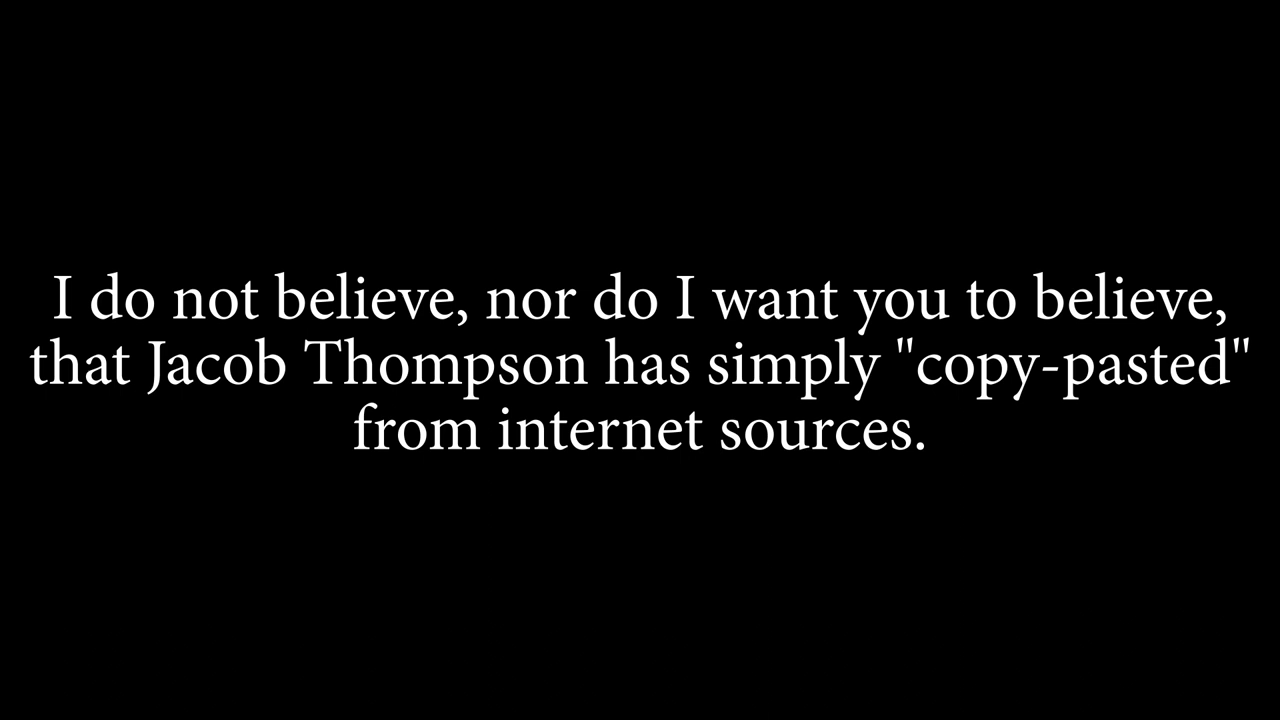 I do not believe, nor do I want you to believe,
that Jacob Thompson has simply "copy-pasted"
from internet sources.